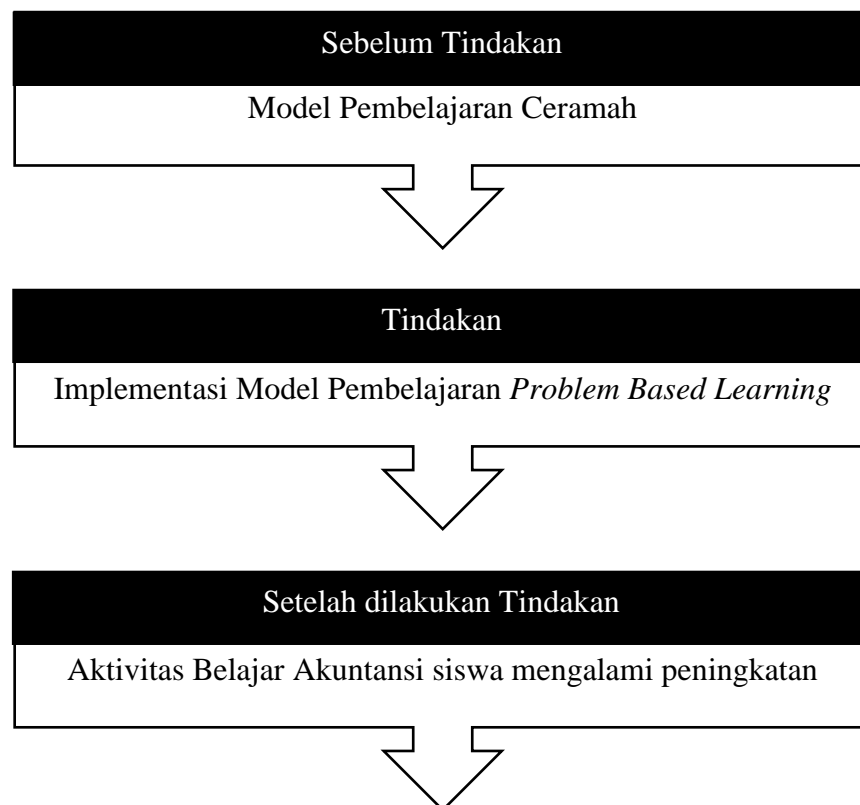 Sebelum Tindakan
Model Pembelajaran Ceramah
Tindakan
Implementasi Model Pembelajaran Problem Based Learning
Setelah dilakukan Tindakan
Aktivitas Belajar Akuntansi siswa mengalami peningkatan